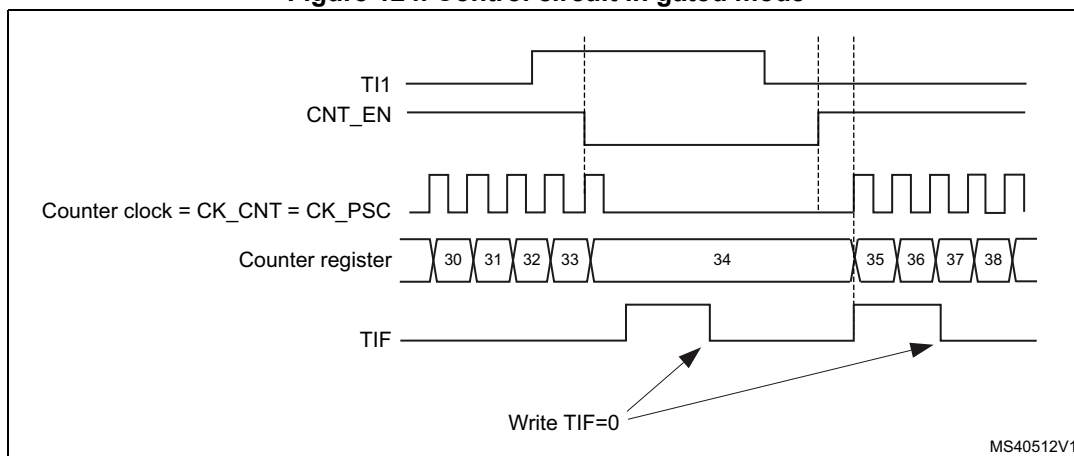 Figure 124. Control circuit in gated mode
TI1
CNT_EN
Counter clock = CK_CNT = CK_PSC
Counter register
30 31 32 33 34 35 36 37 38
TIF
Write TIF=0
MS40512V1